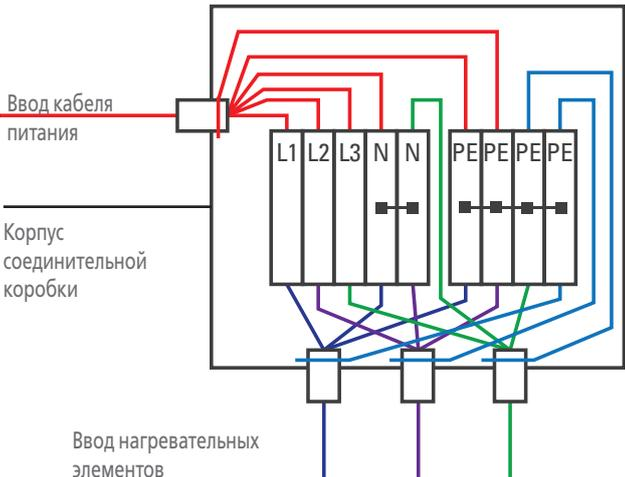 Ввод кабеля
питания
L1 L2 L3 N N PE PE PE PE
Корпус
соединительной
коробки
Ввод нагревательных
элементов